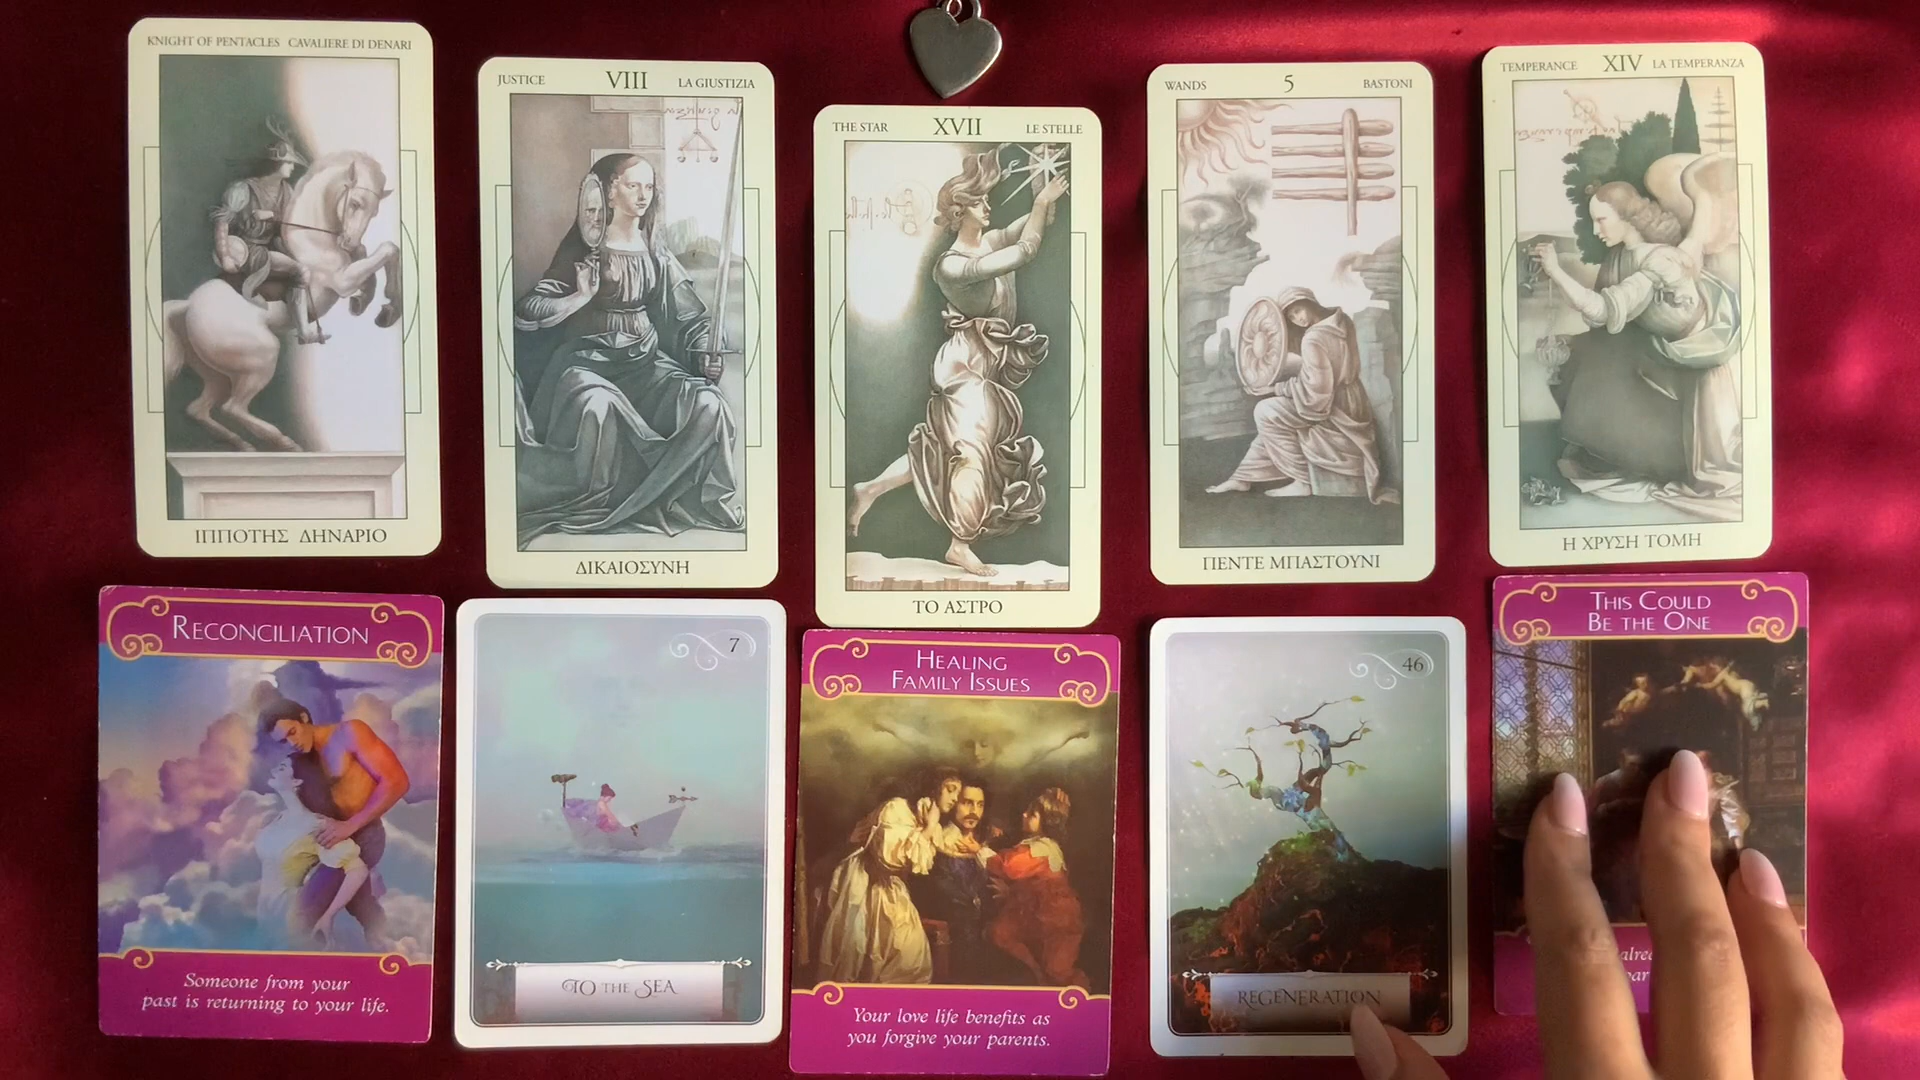 KNIGHT OF PENTACLES CAVALIERE DI DENARI
ΙΠΠΟΤΗΣ ΔΗΝΑΡΙΟ
JUSTICE VIII LA GIUSTIZIA
ΔΙΚΑΙΟΣΥΝΗ
THE STAR XVII LE STELLE
ΤΟ ΑΣΤΡΟ
WANDS 5 BASTONI
ΠΕΝΤΕ ΜΠΑΣΤΟΥΝΙ
TEMPERANCE XIV LA TEMPERANZA
Η ΧΡΥΣΗ ΤΟΜΗ
RECONCILIATION
Someone from your
past is returning to your life.
7
TO THE SEA
HEALING
FAMILY ISSUES
Your love life benefits as
you forgive your parents.
46
REGENERATION
THIS COULD
BE THE ONE